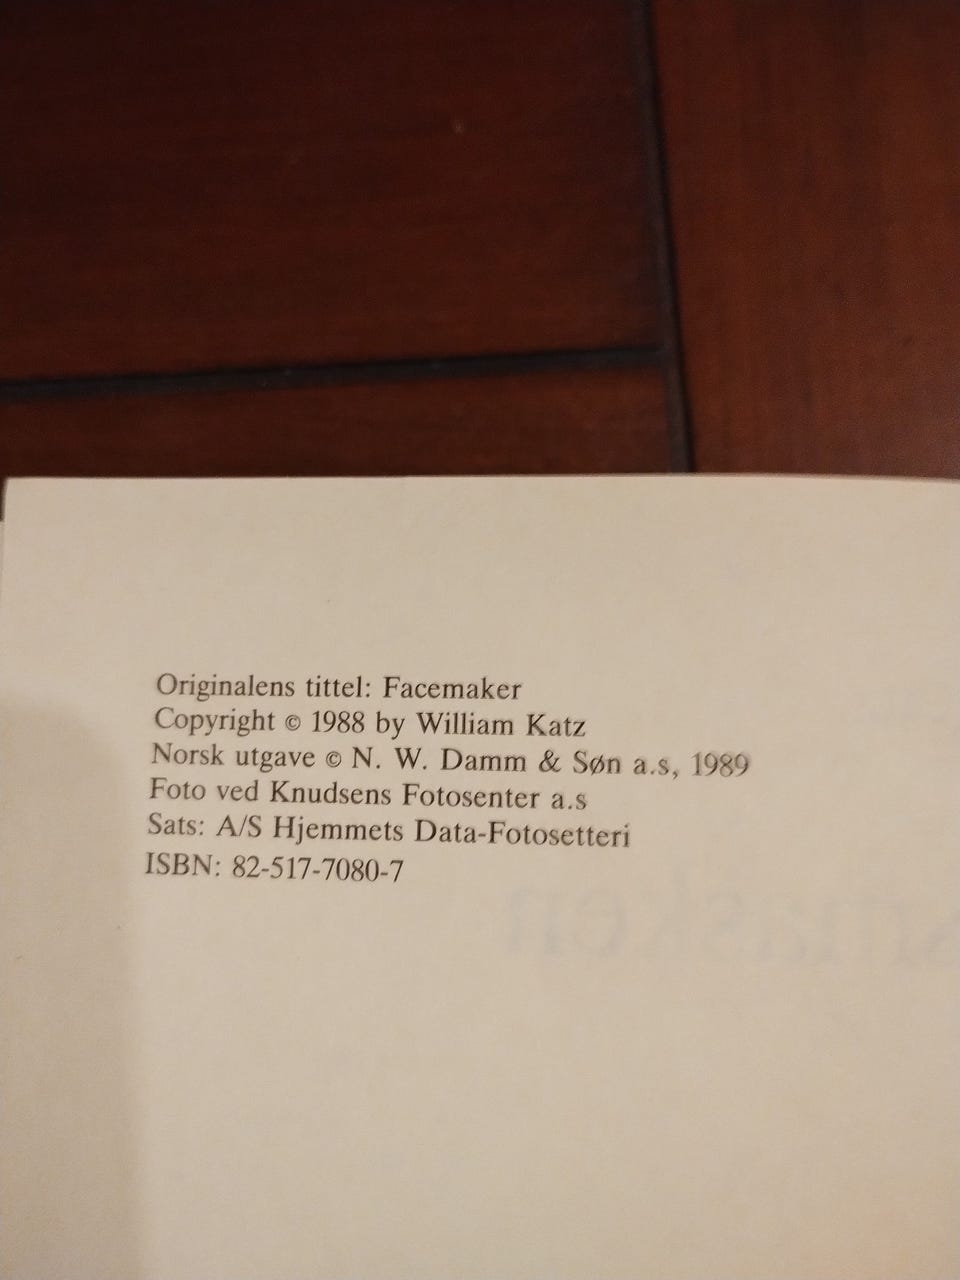 Originalens tittel: Facemaker
Copyright © 1988 by William Katz
Norsk utgave © N. W. Damm & Søn a.s, 1989
Foto ved Knudsens Fotosenter a.s
Sats: A/S Hjemmets Data-Fotosetteri
ISBN: 82-517-7080-7